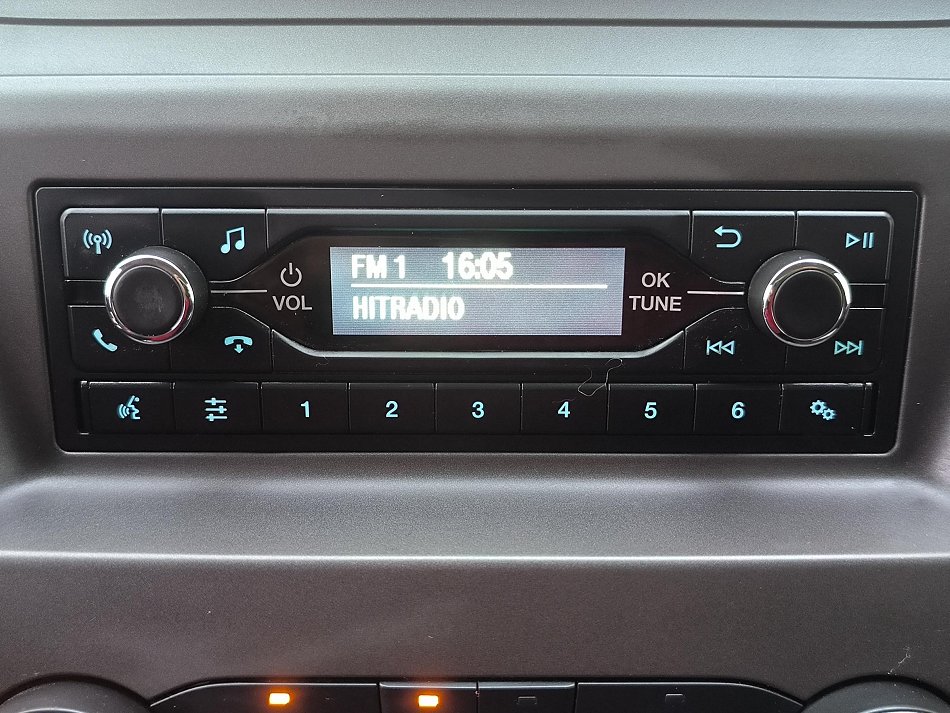 FM 1 16:05
HITRADIO
VOL
OK
TUNE
1 2 3 4 5 6